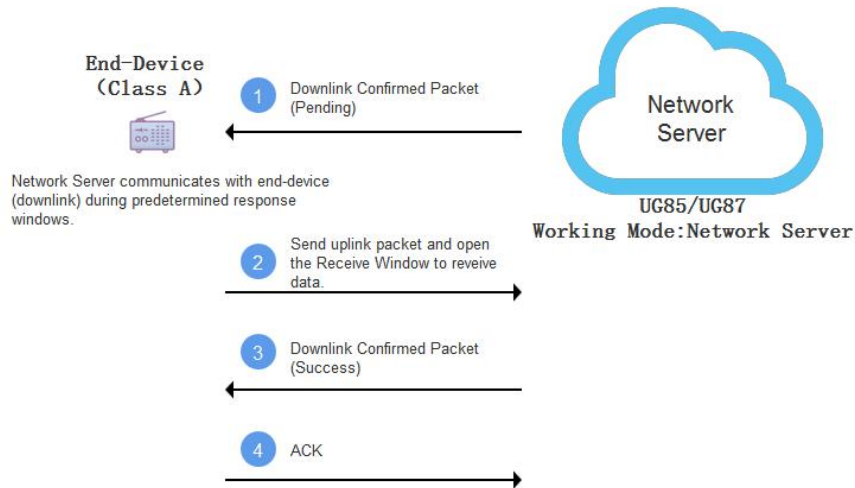 End-Device
(Class A)
1
Downlink Confirmed Packet
(Pending)
Network
Server
Network Server communicates with end-device
(downlink) during predetermined response
windows.
UG85/UG87
Working Mode:Network Server
2
Send uplink packet and open
the Receive Window to reveive
data.
3
Downlink Confirmed Packet
(Success)
4
ACK